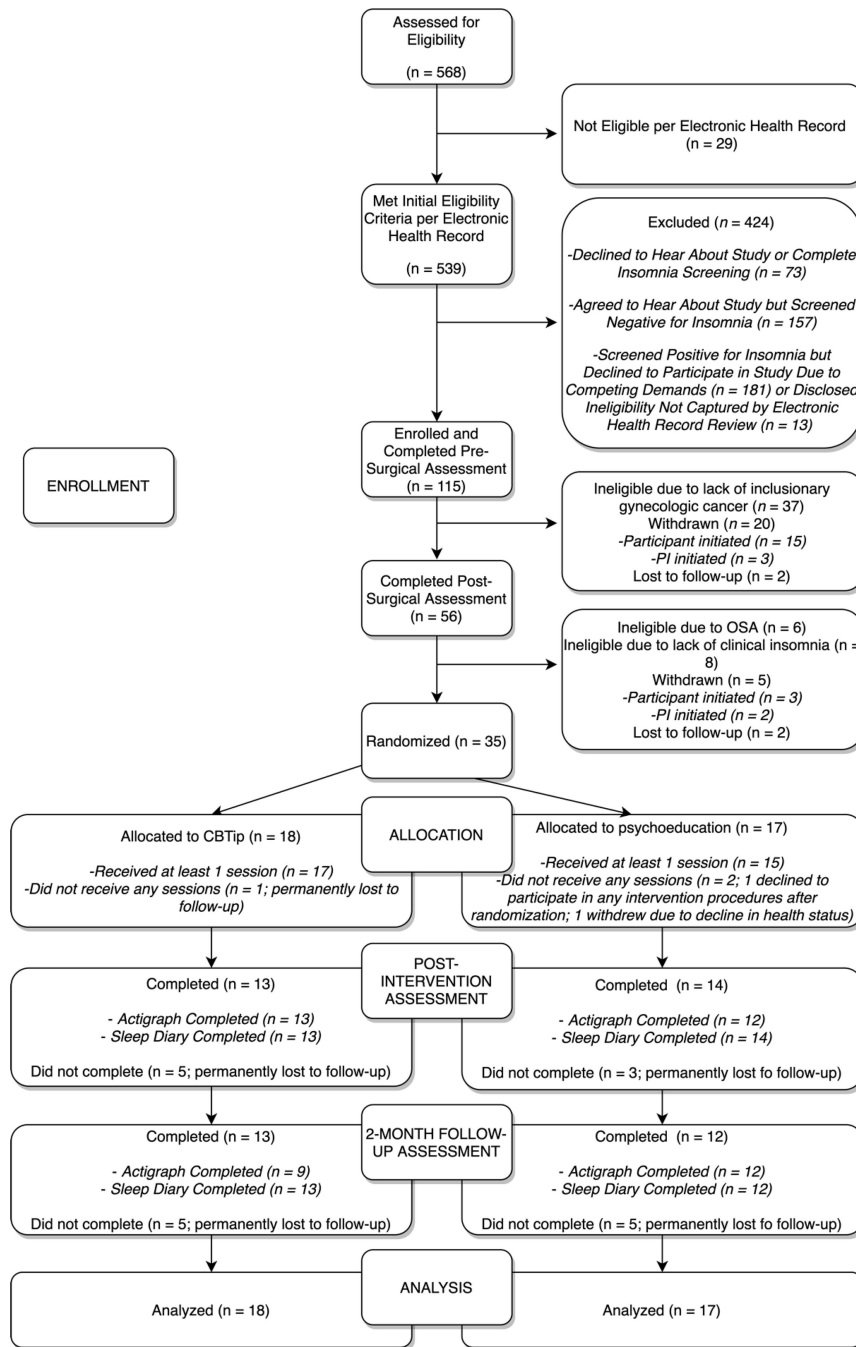 Assessed for
Eligibility
(n = 568)
Not Eligible per Electronic Health Record
(n = 29)
Met Initial Eligibility
Criteria per Electronic
Health Record
(n = 539)
Excluded (n = 424)
-Declined to Hear About Study or Complete
Insomnia Screening (n = 73)
-Agreed to Hear About Study but Screened
Negative for Insomnia (n = 157)
-Screened Positive for Insomnia but
Declined to Participate in Study Due to
Competing Demands (n = 181) or Disclosed
Ineligibility Not Captured by Electronic
Health Record Review (n = 13)
Enrolled and
Completed Pre-
Surgical Assessment
(n = 115)
ENROLLMENT
Ineligible due to lack of inclusionary
gynecologic cancer (n = 37)
Withdrawn (n = 20)
-Participant initiated (n = 15)
-PI initiated (n = 3)
Lost to follow-up (n = 2)
Completed Post-
Surgical Assessment
(n = 56)
Ineligible due to OSA (n = 6)
Ineligible due to lack of clinical insomnia (n =
8)
Withdrawn (n = 5)
-Participant initiated (n = 3)
-PI initiated (n = 2)
Lost to follow-up (n = 2)
Randomized (n = 35)
ALLOCATION
Allocated to CBTip (n = 18)
-Received at least 1 session (n = 17)
-Did not receive any sessions (n = 1; permanently lost to
follow-up)
Allocated to psychoeducation (n = 17)
-Received at least 1 session (n = 15)
-Did not receive any sessions (n = 2; 1 declined to
participate in any intervention procedures after
randomization; 1 withdrew due to decline in health status)
POST-
INTERVENTION
ASSESSMENT
Completed (n = 13)
- Actigraph Completed (n = 13)
- Sleep Diary Completed (n = 13)
Did not complete (n = 5; permanently lost to follow-up)
Completed (n = 14)
- Actigraph Completed (n = 12)
- Sleep Diary Completed (n = 14)
Did not complete (n = 3; permanently lost fo follow-up)
2-MONTH FOLLOW-
UP ASSESSMENT
Completed (n = 13)
- Actigraph Completed (n = 9)
- Sleep Diary Completed (n = 13)
Did not complete (n = 5; permanently lost to follow-up)
Completed (n = 12)
- Actigraph Completed (n = 12)
- Sleep Diary Completed (n = 12)
Did not complete (n = 5; permanently lost fo follow-up)
ANALYSIS
Analyzed (n = 18)
Analyzed (n = 17)